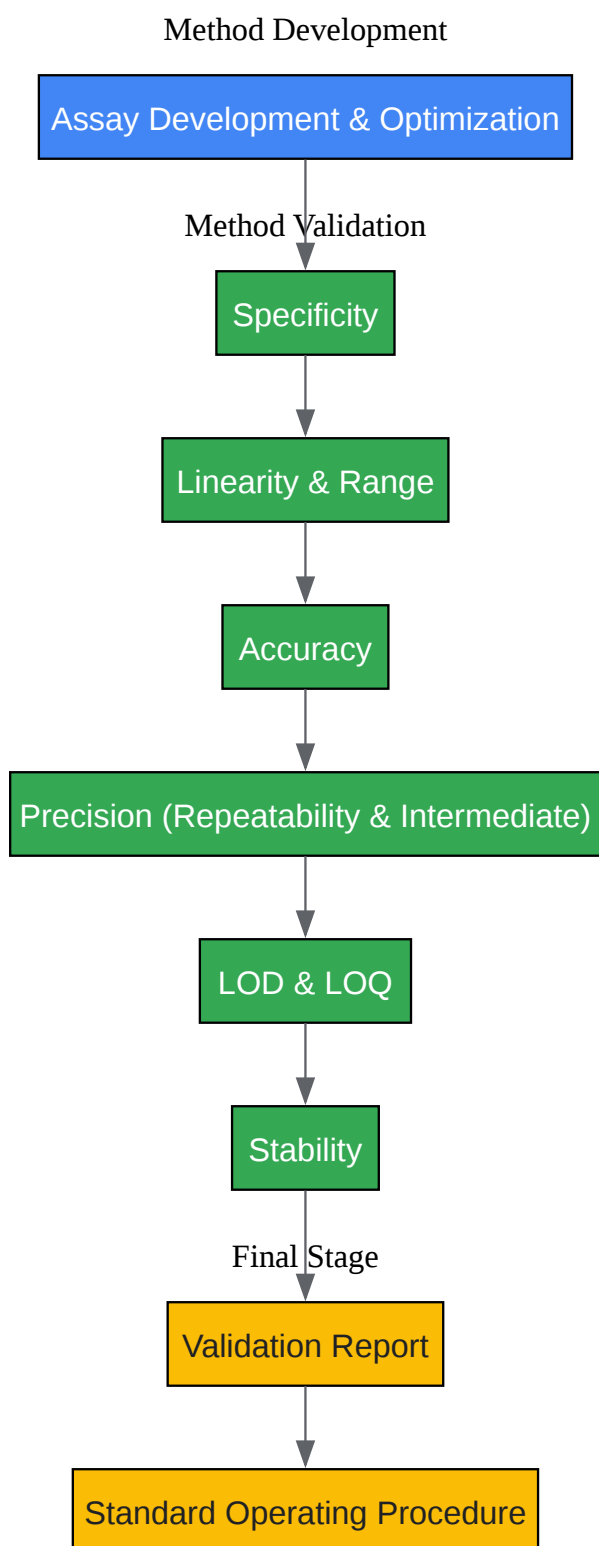 Method Development
Assay Development & Optimization
Method Validation
Specificity
Linearity & Range
Accuracy
Precision (Repeatability & Intermediate)
LOD & LOQ
Stability
Final Stage
Validation Report
Standard Operating Procedure